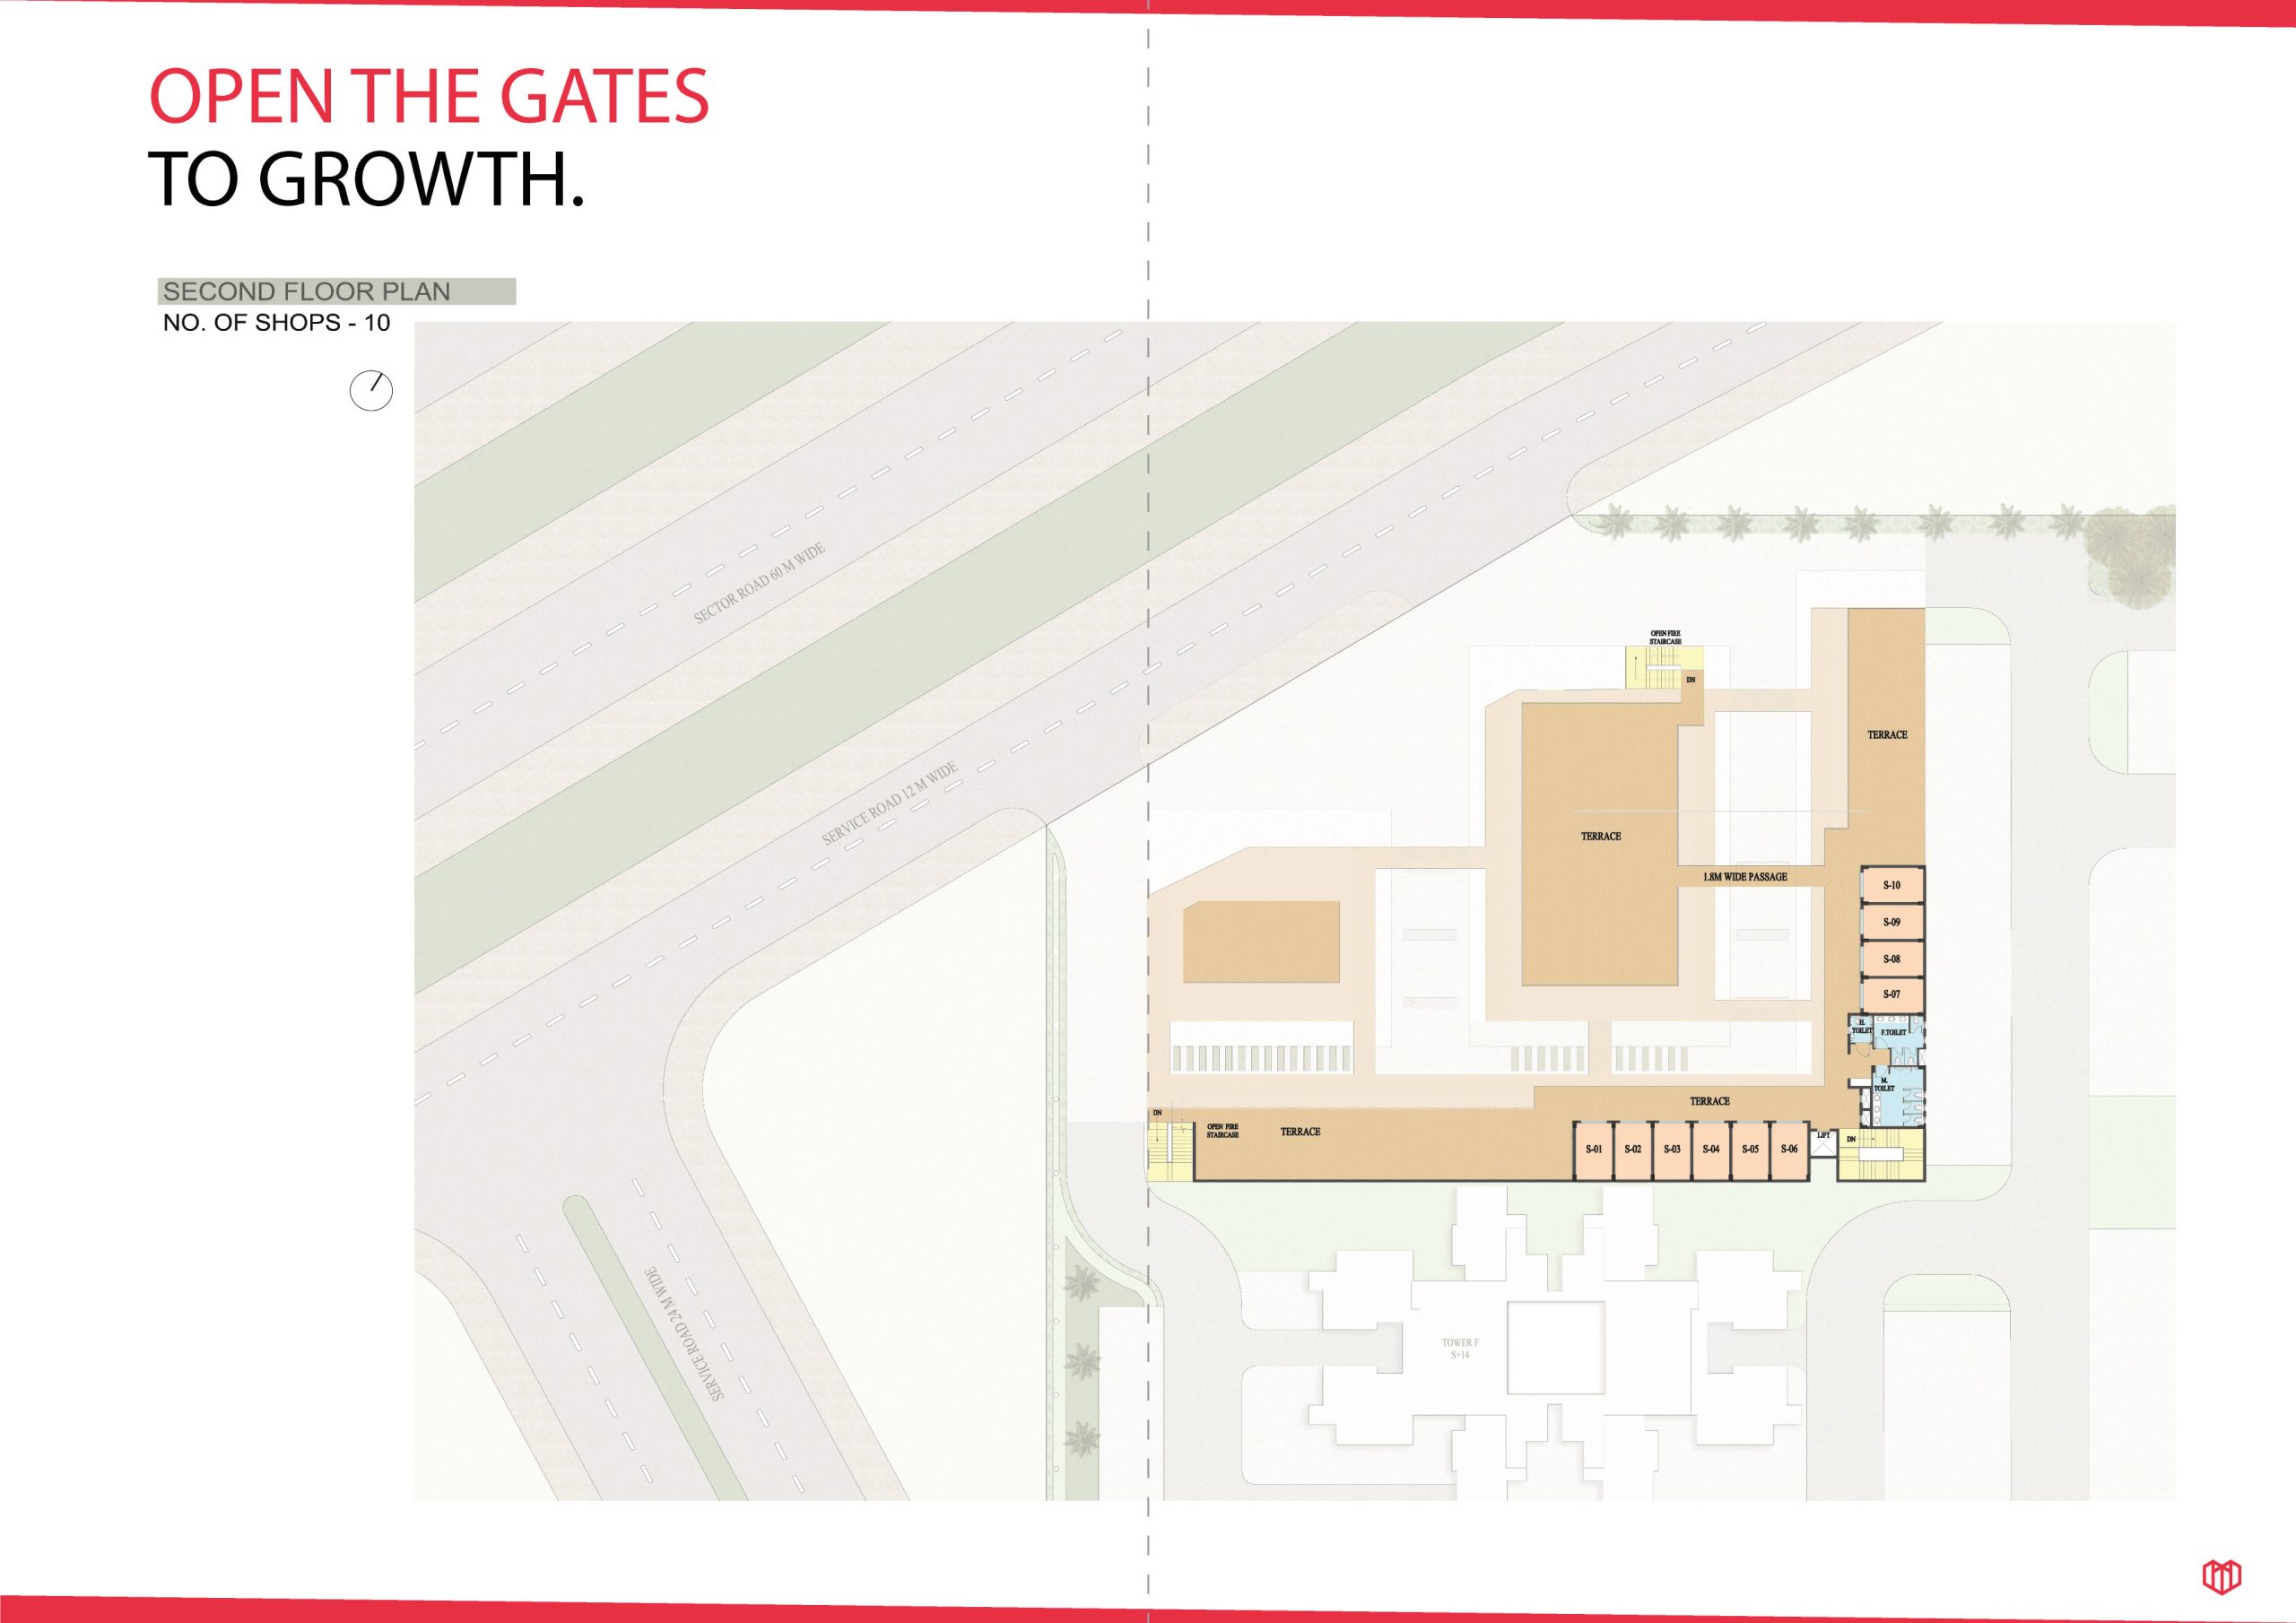 OPEN THE GATES
TO GROWTH.
SECOND FLOOR PLAN
NO. OF SHOPS - 10
SECTOR ROAD 60 M WIDE
SERVICE ROAD 12 M WIDE
SERVICE ROAD 24 M WIDE
OPEN FIRE
STAIRCASE
DN
TERRACE
TERRACE
1.8M WIDE PASSAGE
S-10
S-09
S-08
S-07
H.
TOILET
F.TOILET
M.
TOILET
TERRACE
DN
OPEN FIRE
STAIRCASE
TERRACE
S-01
S-02
S-03
S-04
S-05
S-06
LIFT
DN
TOWER F
S+14